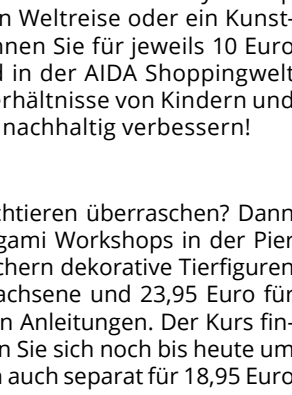 n Weltreise oder ein Kunst-
nnen Sie für jeweils 10 Euro
d in der AIDA Shoppingwelt
erhältnisse von Kindern und
nachhaltig verbessern!
chtieren überraschen? Dann
gami Workshops in der Pier
chern dekorative Tierfiguren
achsene und 23,95 Euro für
n Anleitungen. Der Kurs fin-
n Sie sich noch bis heute um
auch separat für 18,95 Euro